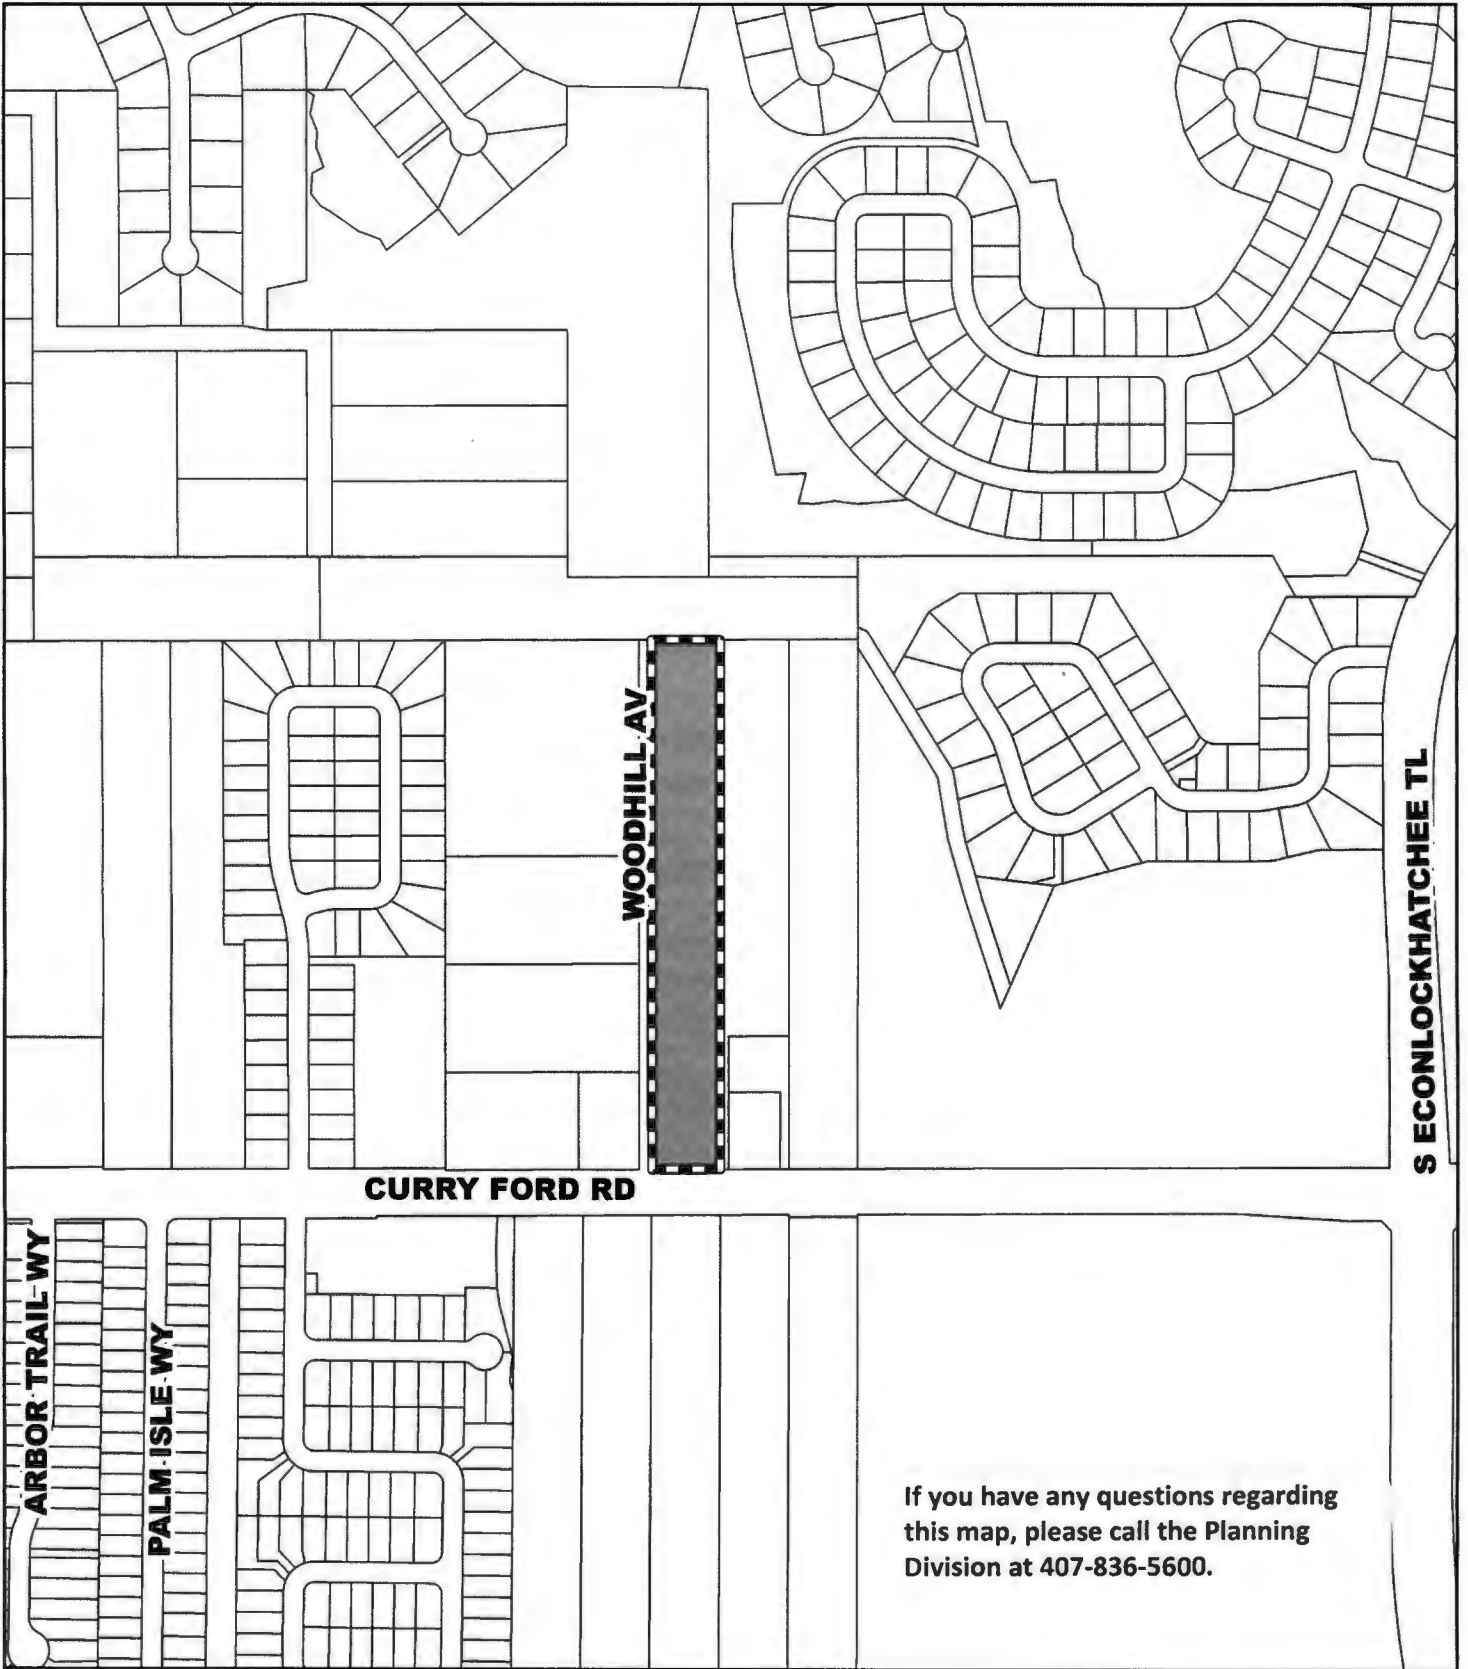 WOODHILL AV
S ECONLOCKHATCHEE TL
CURRY FORD RD
ARBOR TRAIL WY
PALM ISLE WY
If you have any questions regarding
this map, please call the Planning
Division at 407-836-5600.